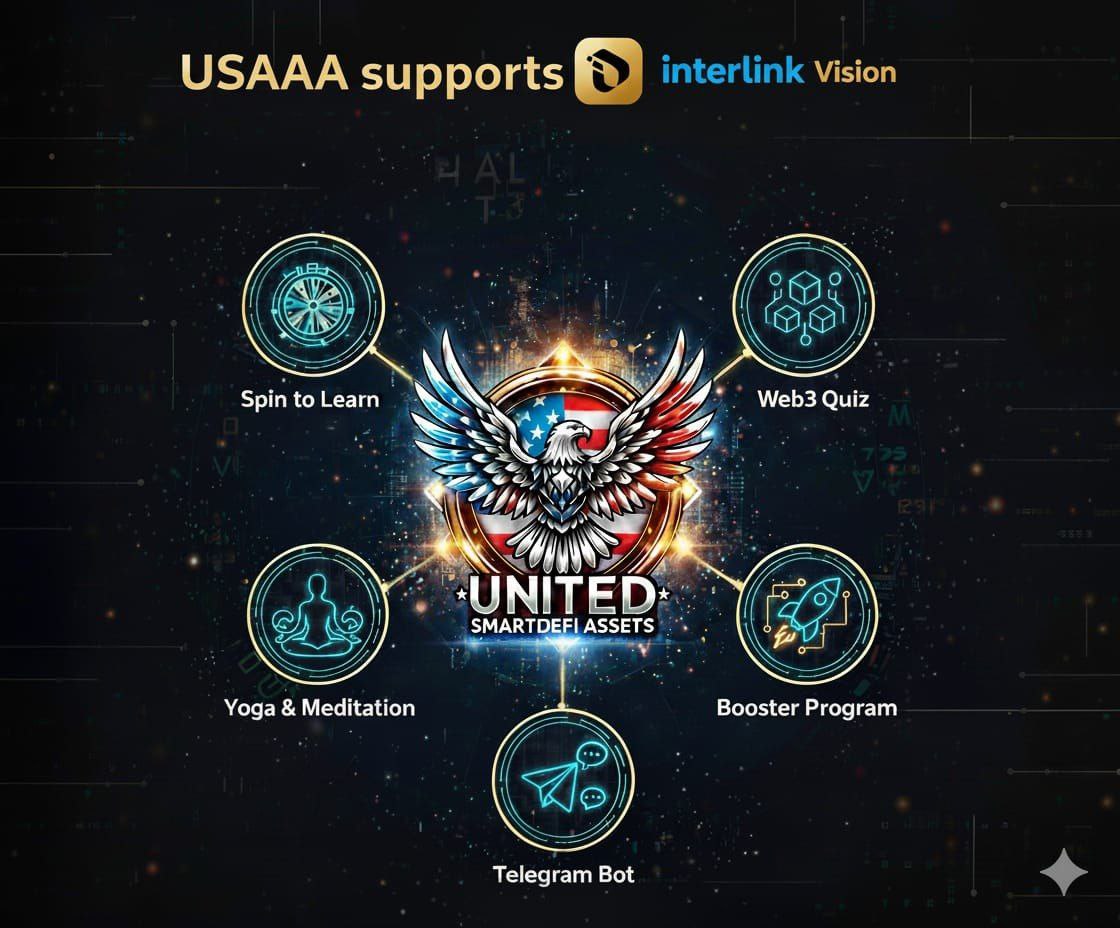 USAAA supports interlink Vision
Spin to Learn
Web3 Quiz
UNITED
SMARTDEFI ASSETS
Yoga & Meditation
Booster Program
Telegram Bot